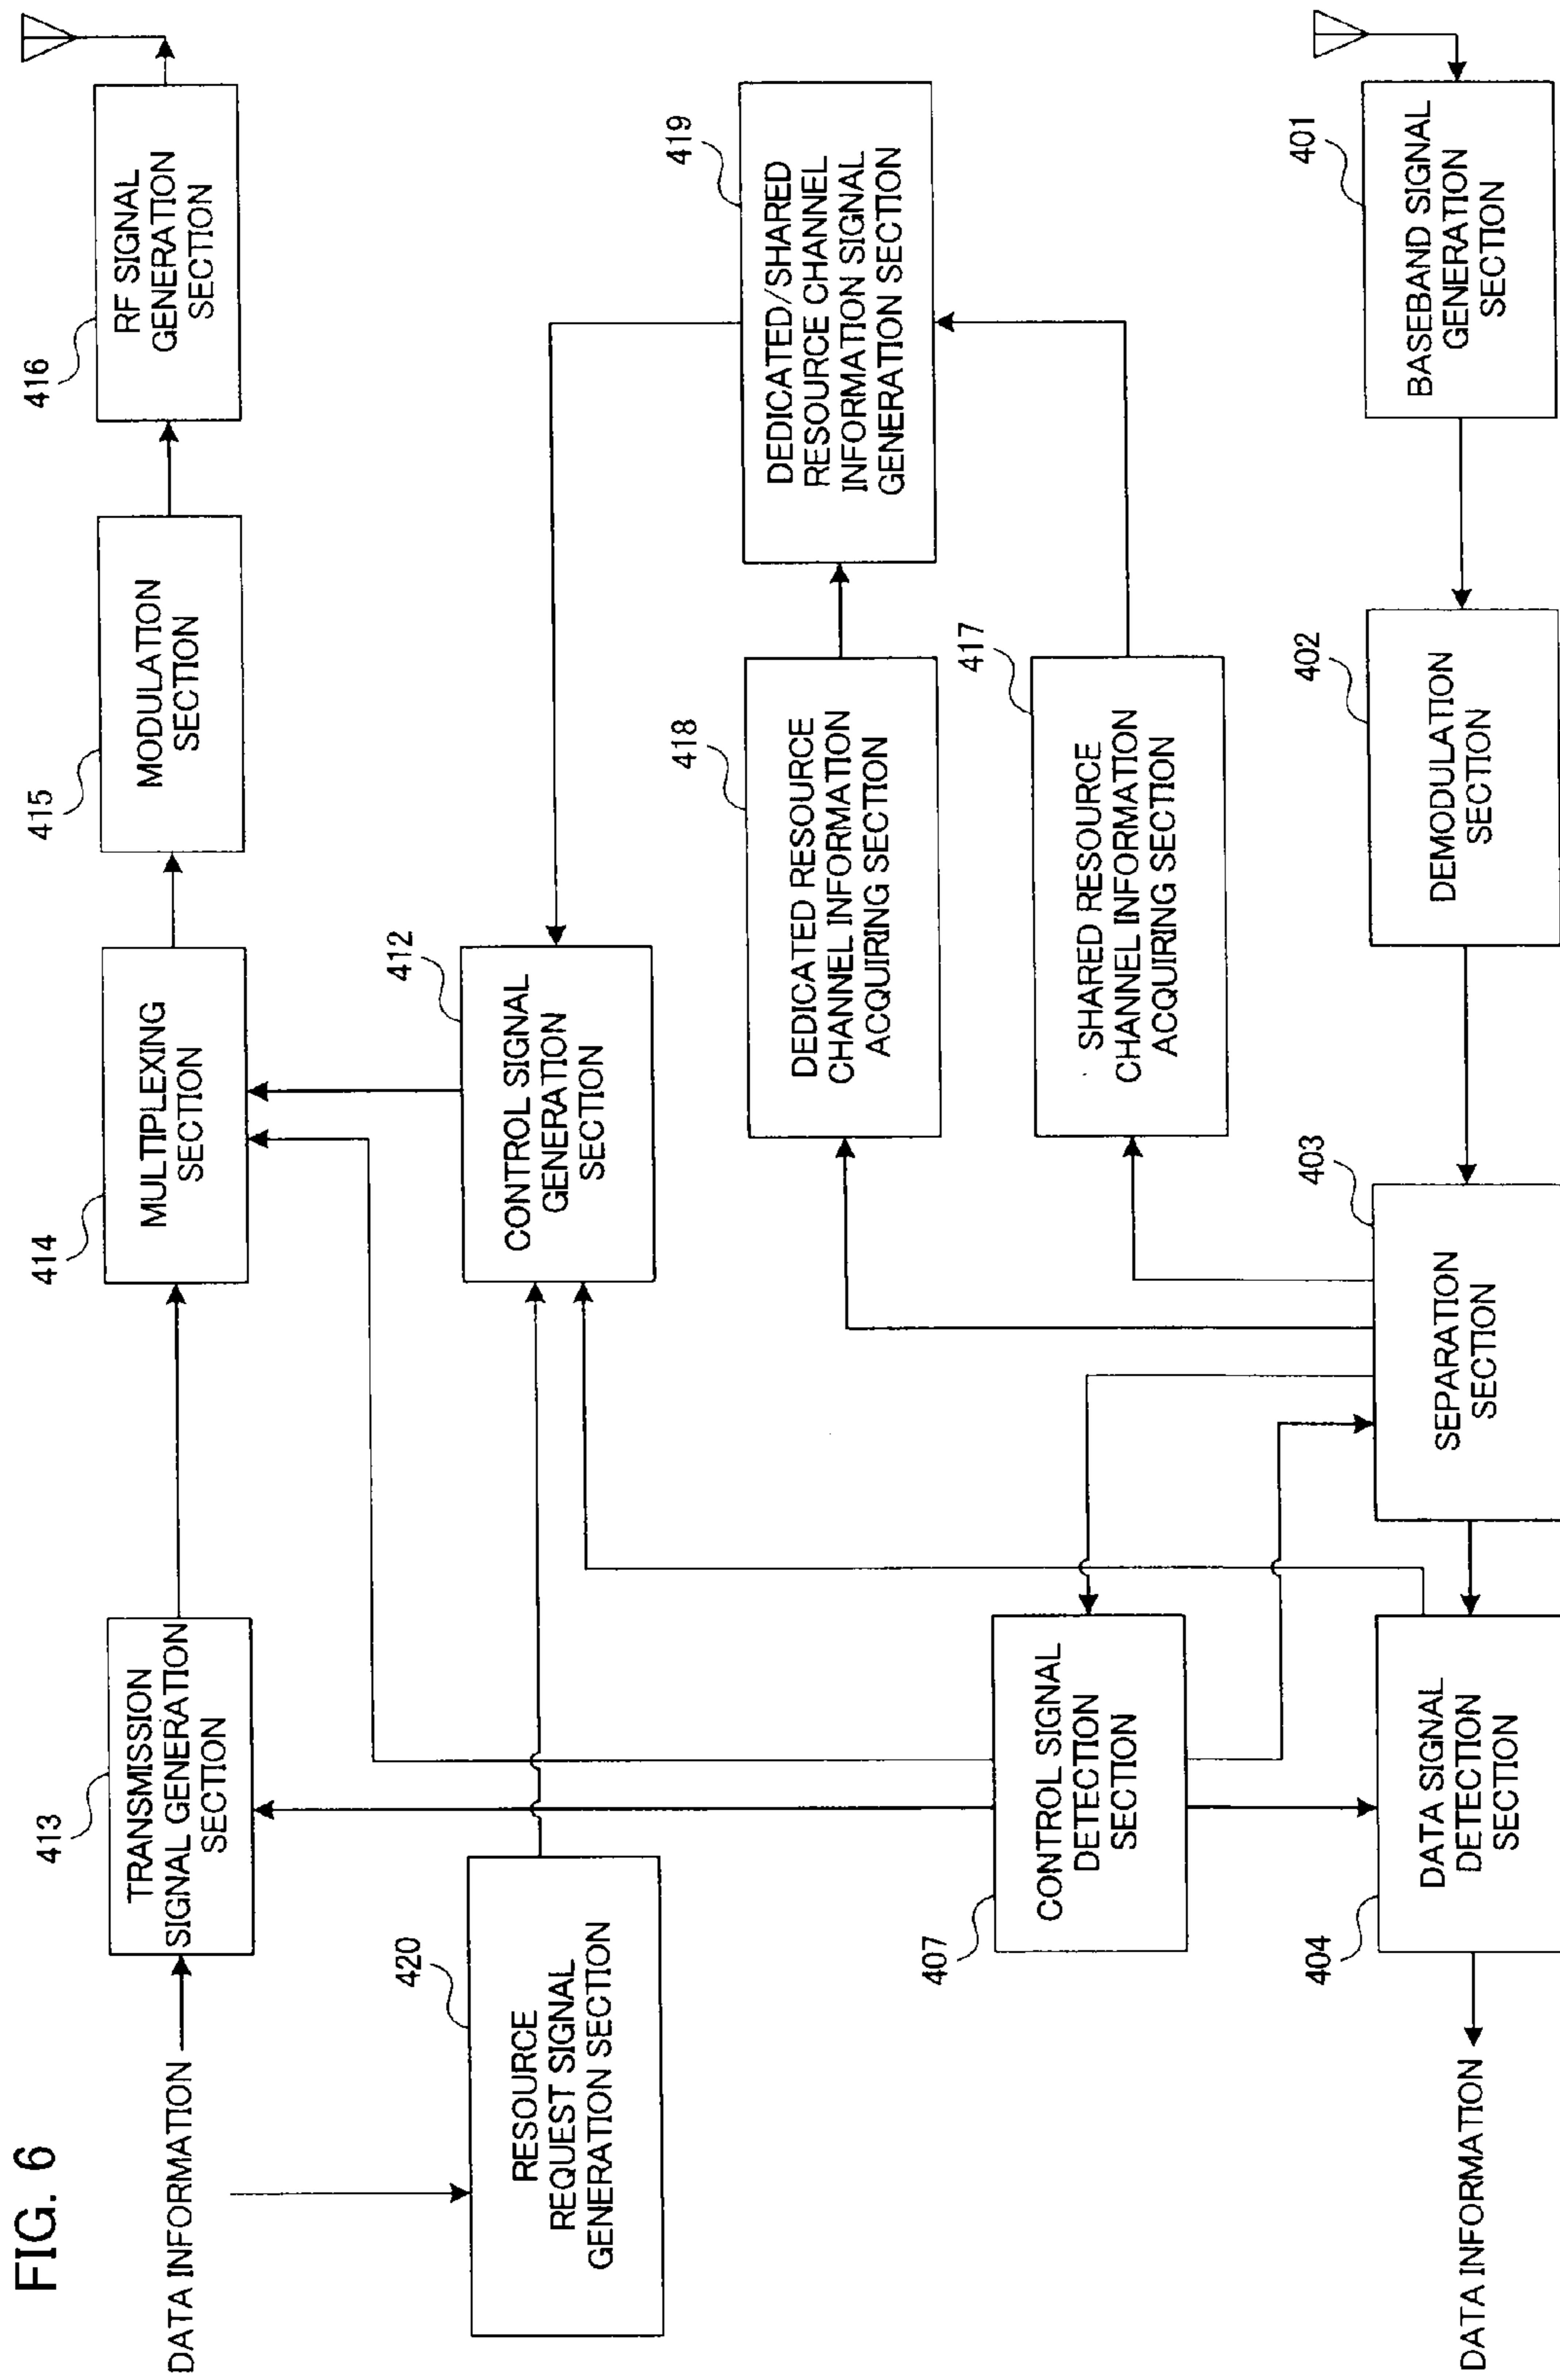 FIG. 6
DATA INFORMATION
413
TRANSMISSION
SIGNAL GENERATION
SECTION
414
MULTIPLEXING
SECTION
415
MODULATION
SECTION
416
RF SIGNAL
GENERATION
SECTION
420
RESOURCE
REQUEST SIGNAL
GENERATION SECTION
412
CONTROL SIGNAL
GENERATION
SECTION
418
DEDICATED RESOURCE
CHANNEL INFORMATION
ACQUIRING SECTION
419
DEDICATED/SHARED
RESOURCE CHANNEL
INFORMATION SIGNAL
GENERATION SECTION
407
CONTROL SIGNAL
DETECTION
SECTION
417
SHARED RESOURCE
CHANNEL INFORMATION
ACQUIRING SECTION
DATA INFORMATION
404
DATA SIGNAL
DETECTION
SECTION
403
SEPARATION
SECTION
402
DEMODULATION
SECTION
401
BASEBAND SIGNAL
GENERATION
SECTION